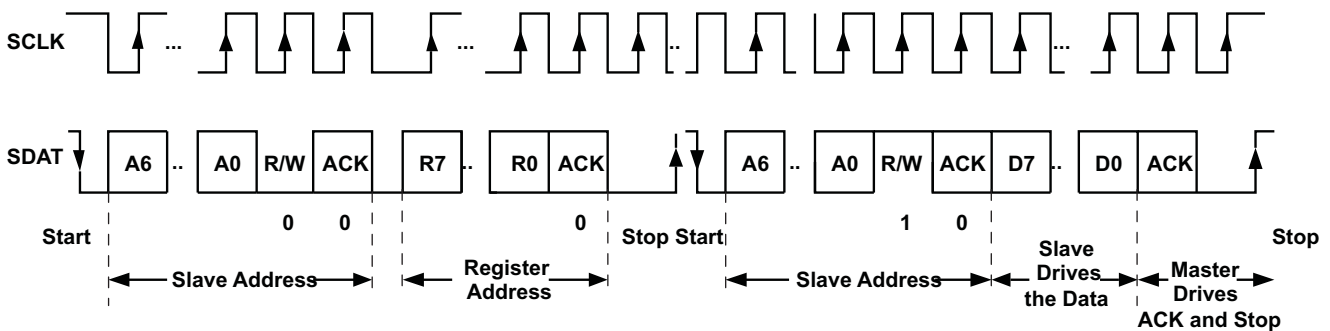 SCLK ... ... .. ...
SDAT A6 .. A0 R/W ACK R7 .. R0 ACK A6 .. A0 R/W ACK D7 .. D0 ACK
0 0 0 1 0
Start Stop Start Stop
Slave Address
Register
Address
Slave Address
Slave
Drives
the Data
Master
Drives
ACK and Stop